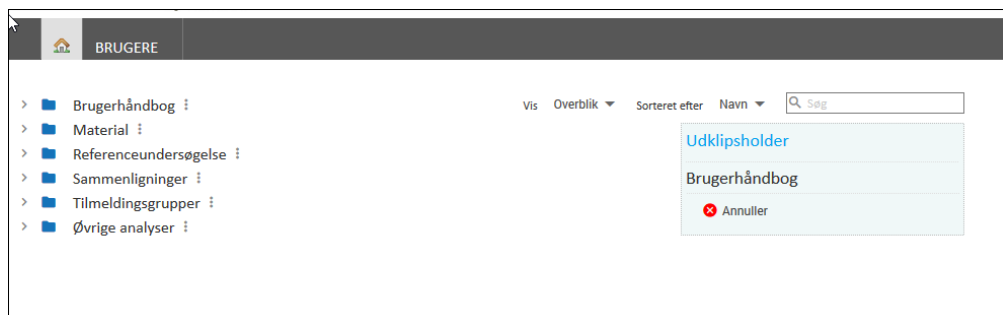 BRUGERE
Vis Overblik Sorteret efter Navn Søg
Brugerhåndbog
Material
Referenceundersøgelse
Sammenligninger
Tilmeldingsgrupper
Øvrige analyser
Udklipsholder
Brugerhåndbog
Annuller